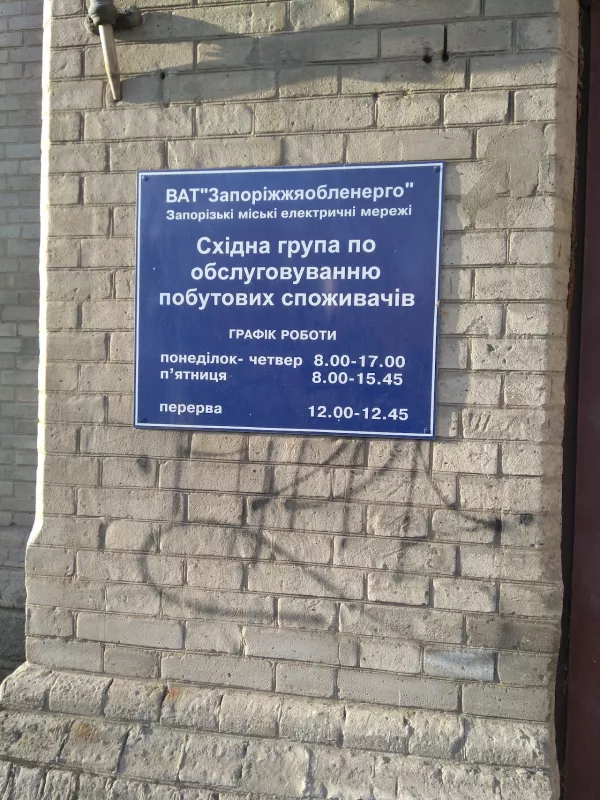 ВАТ"Запоріжжяобленерго"
Запорізькі міські електричні мережі
Східна група по
обслуговуванню
побутових споживачів
ГРАФІК РОБОТИ
понеділок- четвер 8.00-17.00
п'ятниця 8.00-15.45
перерва 12.00-12.45